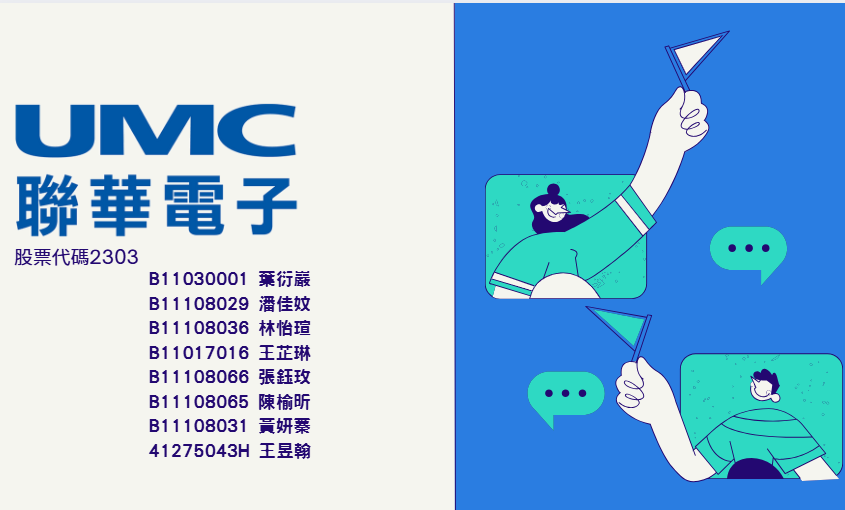 UMC
聯華電子
股票代碼2303
B11030001 葉衍巖
B11108029 潘佳妏
B11108036 林怡瑄
B11017016 王芷琳
B11108066 張鈺玫
B11108065 陳榆昕
B11108031 黃妍蓁
41275043H 王昱翰